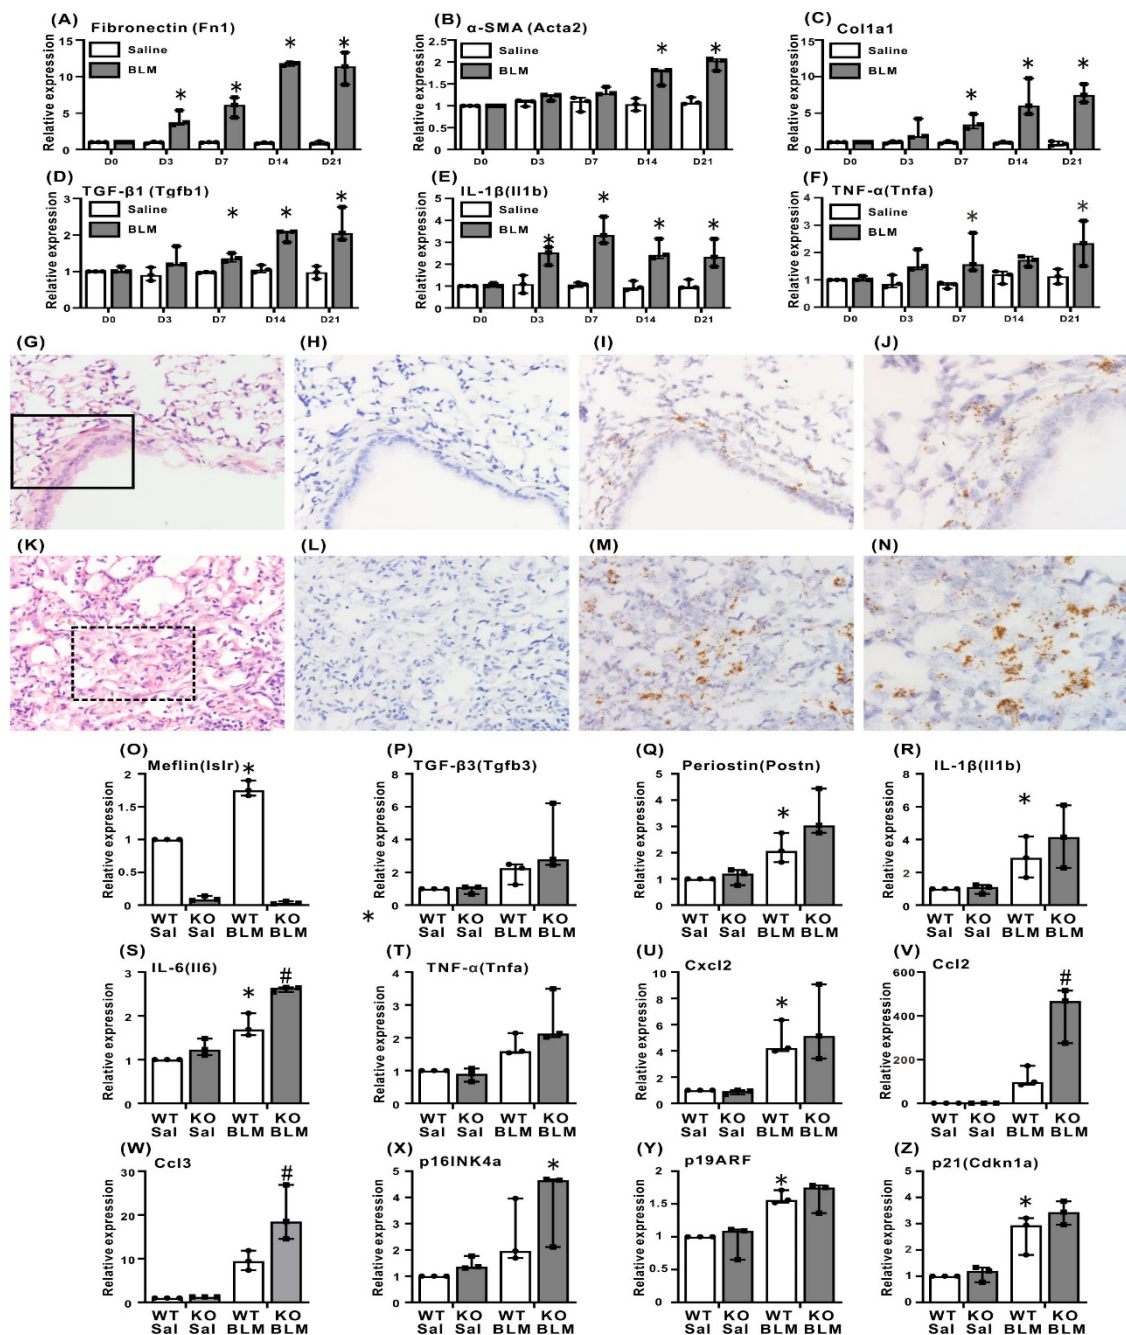 (A) Fibronectin (Fn1)
Relative expression
15
10
5
0
Saline
BLM
* * * *
D0 D3 D7 D14 D21
(B) α-SMA (Acta2)
Relative expression
2.5
2
1.5
1
0.5
0
Saline
BLM
* *
D0 D3 D7 D14 D21
(C) Col1a1
Relative expression
15
10
5
0
Saline
BLM
* * *
D0 D3 D7 D14 D21
(D) TGF-β1 (Tgfb1)
Relative expression
3
2
1
0
Saline
BLM
* * *
D0 D3 D7 D14 D21
(E) IL-1β(Il1b)
Relative expression
5
4
3
2
1
0
Saline
BLM
* * * *
D0 D3 D7 D14 D21
(F) TNF-α(Tnfa)
Relative expression
4
3
2
1
0
Saline
BLM
* *
D0 D3 D7 D14 D21
(G) (H) (I) (J)
(K) (L) (M) (N)
(O) Meflin(Islr)
Relative expression
2
1.5
1
0.5
0
*
WT KO WT KO
Sal Sal BLM BLM
*
(P) TGF-β3(Tgfb3)
Relative expression
8
6
4
2
0
WT KO WT KO
Sal Sal BLM BLM
(Q) Periostin(Postn)
Relative expression
5
4
3
2
1
0
*
WT KO WT KO
Sal Sal BLM BLM
(R) IL-1β(Il1b)
Relative expression
8
6
4
2
0
*
WT KO WT KO
Sal Sal BLM BLM
(S) IL-6(Il6)
Relative expression
3
2
1
0
* #
WT KO WT KO
Sal Sal BLM BLM
(T) TNF-α(Tnfa)
Relative expression
4
3
2
1
0
WT KO WT KO
Sal Sal BLM BLM
(U) Cxcl2
Relative expression
10
8
6
4
2
0
*
WT KO WT KO
Sal Sal BLM BLM
(V) Ccl2
Relative expression
600
400
200
0
#
WT KO WT KO
Sal Sal BLM BLM
(W) Ccl3
Relative expression
30
20
10
0
#
WT KO WT KO
Sal Sal BLM BLM
(X) p16INK4a
Relative expression
5
4
3
2
1
0
*
WT KO WT KO
Sal Sal BLM BLM
(Y) p19ARF
Relative expression
2
1.5
1
0.5
0
*
WT KO WT KO
Sal Sal BLM BLM
(Z) p21(Cdkn1a)
Relative expression
5
4
3
2
1
0
*
WT KO WT KO
Sal Sal BLM BLM